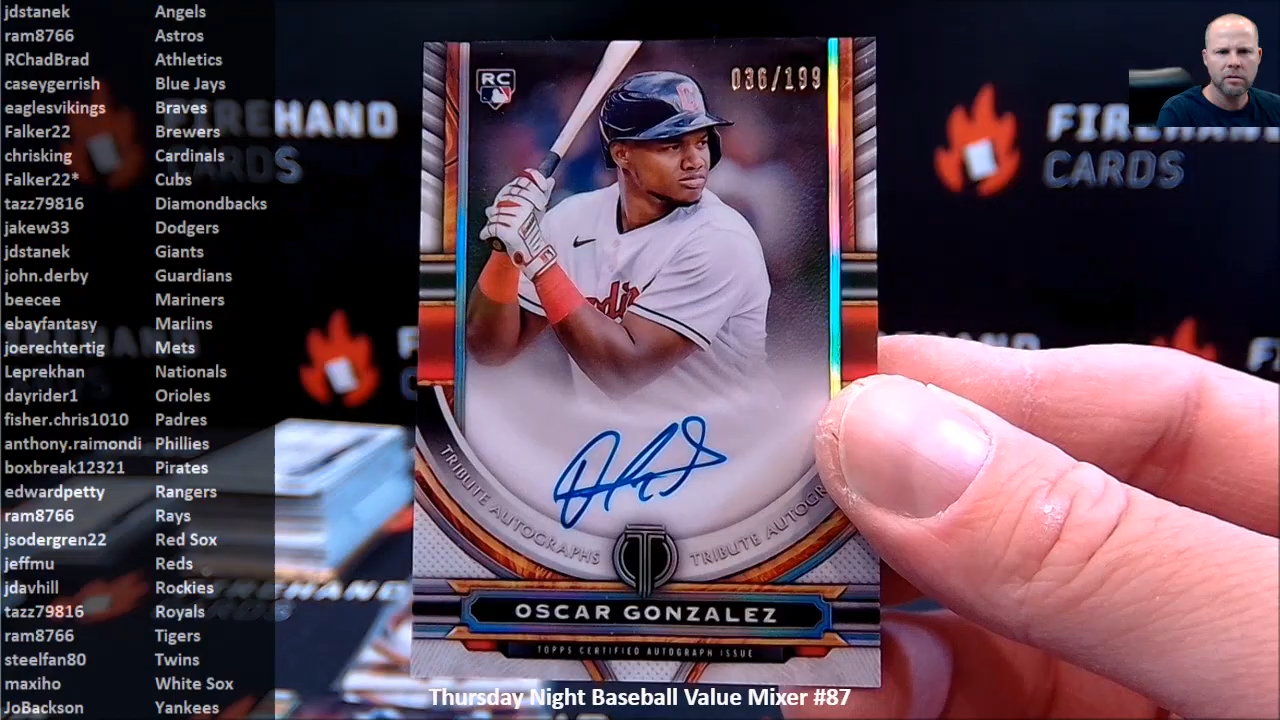 jdstanek Angels
ram8766 Astros
RChadBrad Athletics
caseygerrish Blue Jays
eaglesvikings Braves
Falker22 Brewers
chrisking Cardinals
Falker22* Cubs
tazz79816 Diamondbacks
jakew33 Dodgers
jdstanek Giants
john.derby Guardians
beecee Mariners
ebayfantasy Marlins
joerechtertig Mets
Leprekhan Nationals
dayrider1 Orioles
fisher.chris1010 Padres
anthony.raimondi Phillies
boxbreak12321 Pirates
edwardpetty Rangers
ram8766 Rays
jsodergren22 Red Sox
jeffmu Reds
jdavhill Rockies
tazz79816 Royals
ram8766 Tigers
steelfan80 Twins
maxiho White Sox
JoBackson Yankees
FIREHAND
CARDS
RC
036/199
C
TRIBUTE AUTOGRAPHS
TRIBUTE
T
OSCAR GONZALEZ
TOPPS CERTIFIED AUTOGRAPH ISSUE
CARDS
Thursday Night Baseball Value Mixer #87